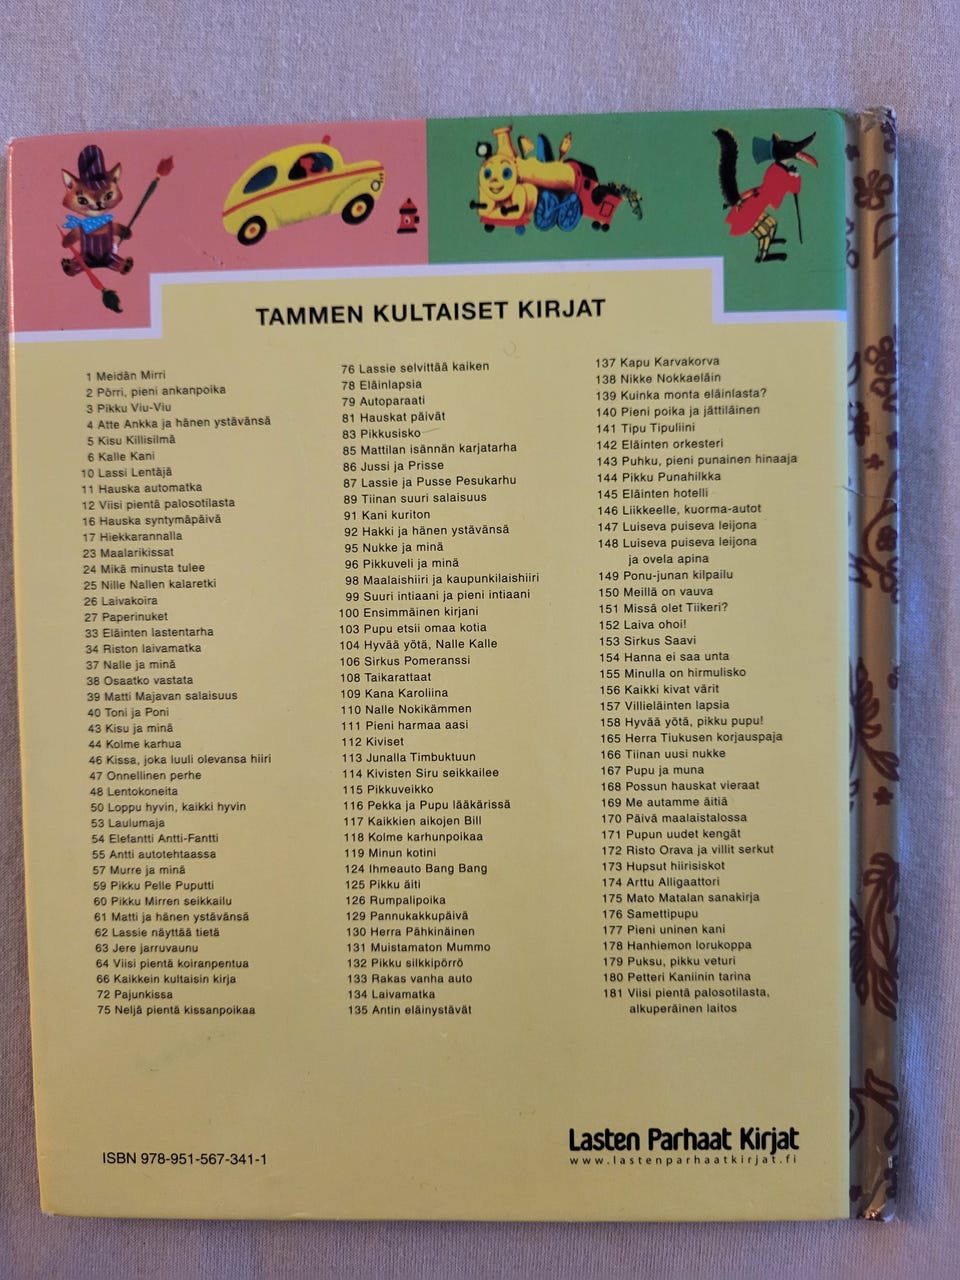 TAMMEN KULTAISET KIRJAT
1 Meidän Mirri
2 Pörri, pieni ankanpoika
3 Pikku Viu-Viu
4 Atte Ankka ja hänen ystävänsä
5 Kisu Killisilmä
6 Kalle Kani
10 Lassi Lentäjä
11 Hauska automatka
12 Viisi pientä palosotilasta
16 Hauska syntymäpäivä
17 Hiekkarannalla
23 Maalarikissat
24 Mikä minusta tulee
25 Nille Nallen kalaretki
26 Laivakoira
27 Paperinuket
33 Eläinten lastentarha
34 Riston laivamatka
37 Nalle ja minä
38 Osaatko vastata
39 Matti Majavan salaisuus
40 Toni ja Poni
43 Kisu ja minä
44 Kolme karhua
46 Kissa, joka luuli olevansa hiiri
47 Onnellinen perhe
48 Lentokoneita
50 Loppu hyvin, kaikki hyvin
53 Laulumaja
54 Elefantti Antti-Fantti
55 Antti autotehtaassa
57 Murre ja minä
59 Pikku Pelle Puputti
60 Pikku Mirren seikkailu
61 Matti ja hänen ystävänsä
62 Lassie näyttää tietä
63 Jere jarruvaunu
64 Viisi pientä koiranpentua
66 Kaikkein kultaisin kirja
72 Pajunkissa
75 Neljä pientä kissanpoikaa
76 Lassie selvittää kaiken
78 Eläinlapsia
79 Autoparaati
81 Hauskat päivät
83 Pikkusisko
85 Mattilan isännän karjatarha
86 Jussi ja Prisse
87 Lassie ja Pusse Pesukarhu
89 Tiinan suuri salaisuus
91 Kani kuriton
92 Hakki ja hänen ystävänsä
95 Nukke ja minä
96 Pikkuveli ja minä
98 Maalaishiiri ja kaupunkilaishiiri
99 Suuri intiaani ja pieni intiaani
100 Ensimmäinen kirjani
103 Pupu etsii omaa kotia
104 Hyvää yötä, Nalle Kalle
106 Sirkus Pomeranssi
108 Taikarattaat
109 Kana Karoliina
110 Nalle Nokikämmen
111 Pieni harmaa aasi
112 Kiviset
113 Junalla Timbuktuun
114 Kivisten Siru seikkailee
115 Pikkuveikko
116 Pekka ja Pupu lääkärissä
117 Kaikkien aikojen Bill
118 Kolme karhunpoikaa
119 Minun kotini
124 Ihmeauto Bang Bang
125 Pikku äiti
126 Rumpalipoika
129 Pannukakkupäivä
130 Herra Pähkinäinen
131 Muistamaton Mummo
132 Pikku silkkipörrö
133 Rakas vanha auto
134 Laivamatka
135 Antin eläinystävät
137 Kapu Karvakorva
138 Nikke Nokkaeläin
139 Kuinka monta eläinlasta?
140 Pieni poika ja jättiläinen
141 Tipu Tipuliini
142 Eläinten orkesteri
143 Puhku, pieni punainen hinaaja
144 Pikku Punahilkka
145 Eläinten hotelli
146 Liikkeelle, kuorma-autot
147 Luiseva puiseva leijona
148 Luiseva puiseva leijona
ja ovela apina
149 Ponu-junan kilpailu
150 Meillä on vauva
151 Missä olet Tiikeri?
152 Laiva ohoi!
153 Sirkus Saavi
154 Hanna ei saa unta
155 Minulla on hirmulisko
156 Kaikki kivat värit
157 Villieläinten lapsia
158 Hyvää yötä, pikku pupu!
165 Herra Tiukusen korjauspaja
166 Tiinan uusi nukke
167 Pupu ja muna
168 Possun hauskat vieraat
169 Me autamme äitiä
170 Päivä maalaistalossa
171 Pupun uudet kengät
172 Risto Orava ja villit serkut
173 Hupsut hiirisiskot
174 Arttu Alligaattori
175 Mato Matalan sanakirja
176 Samettipupu
177 Pieni uninen kani
178 Hanhiemon lorukoppa
179 Puksu, pikku veturi
180 Petteri Kaniinin tarina
181 Viisi pientä palosotilasta,
alkuperäinen laitos
ISBN 978-951-567-341-1
Lasten Parhaat Kirjat
www.lastenparhaatkirjat.fi